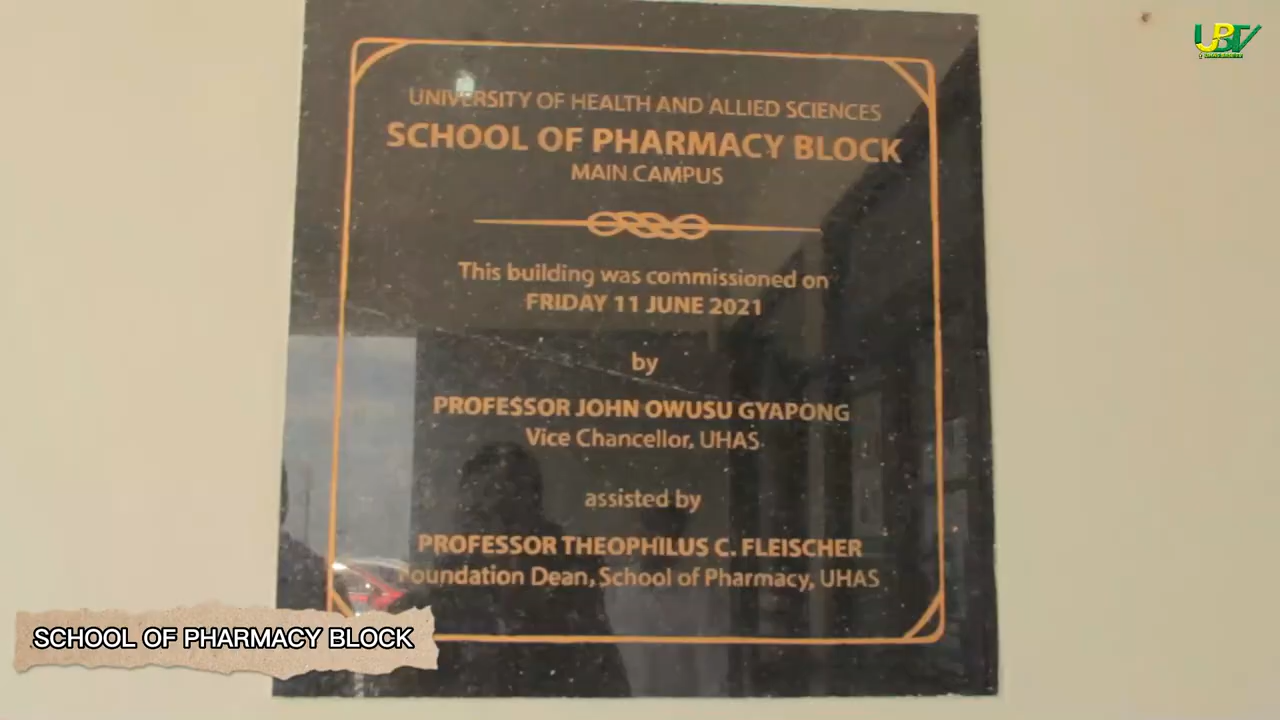 UBTV
UNIVERSITY OF HEALTH AND ALLIED SCIENCES
SCHOOL OF PHARMACY BLOCK
MAIN CAMPUS
This building was commissioned on
FRIDAY 11 JUNE 2021
by
PROFESSOR JOHN OWUSU GYAPONG
Vice Chancellor, UHAS
assisted by
PROFESSOR THEOPHILUS C. FLEISCHER
Foundation Dean, School of Pharmacy, UHAS
SCHOOL OF PHARMACY BLOCK